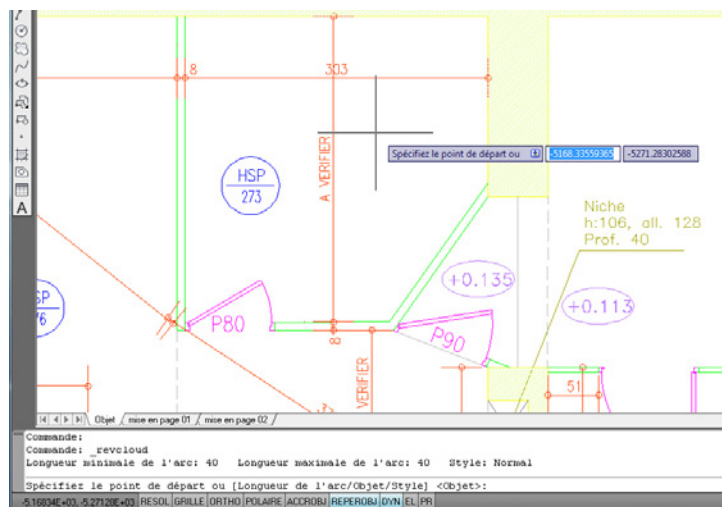 8 303
A VERIFIER
Spécifiez le point de départ ou -5168.33559365 -5271.28302588
HSP
273
Niche
h:106, all. 128
Prof. 40
+0.135
+0.113
SP
76
P80
P90
8
VERIFIER
51
Objet mise en page 01 mise en page 02
Commande:
Commande: _revcloud
Longueur minimale de l'arc: 40 Longueur maximale de l'arc: 40 Style: Normal
Spécifiez le point de départ ou [Longueur de l'arc/Objet/Style] <Objet>:
-5.16834E+03, -5.27128E+03 RESOL GRILLE ORTHO POLAIRE ACCROBJ REPEROBJ DYN EL PR